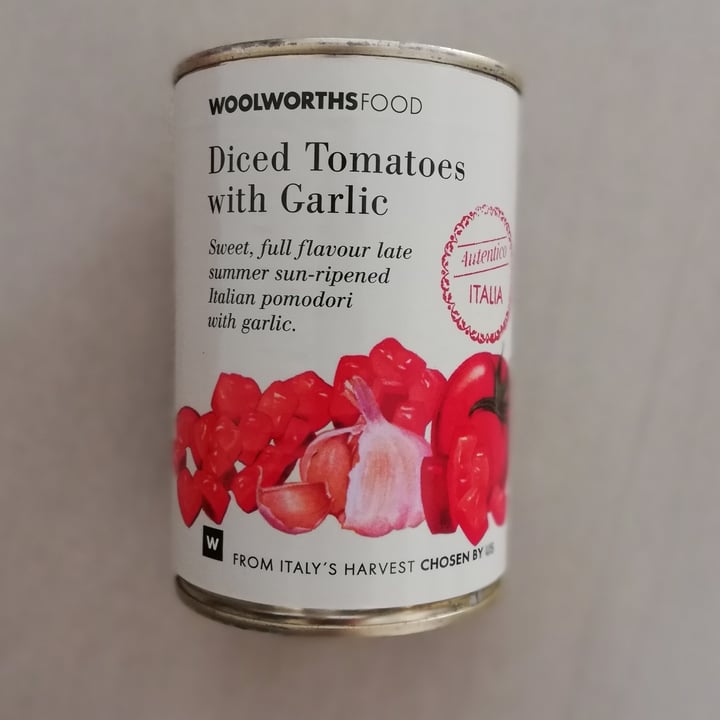 WOOLWORTHSFOOD
Diced Tomatoes
with Garlic
Sweet, full flavour late
summer sun-ripened
Italian pomodori
with garlic.
Autentico
ITALIA
W
FROM ITALY'S HARVEST CHOSEN BY US